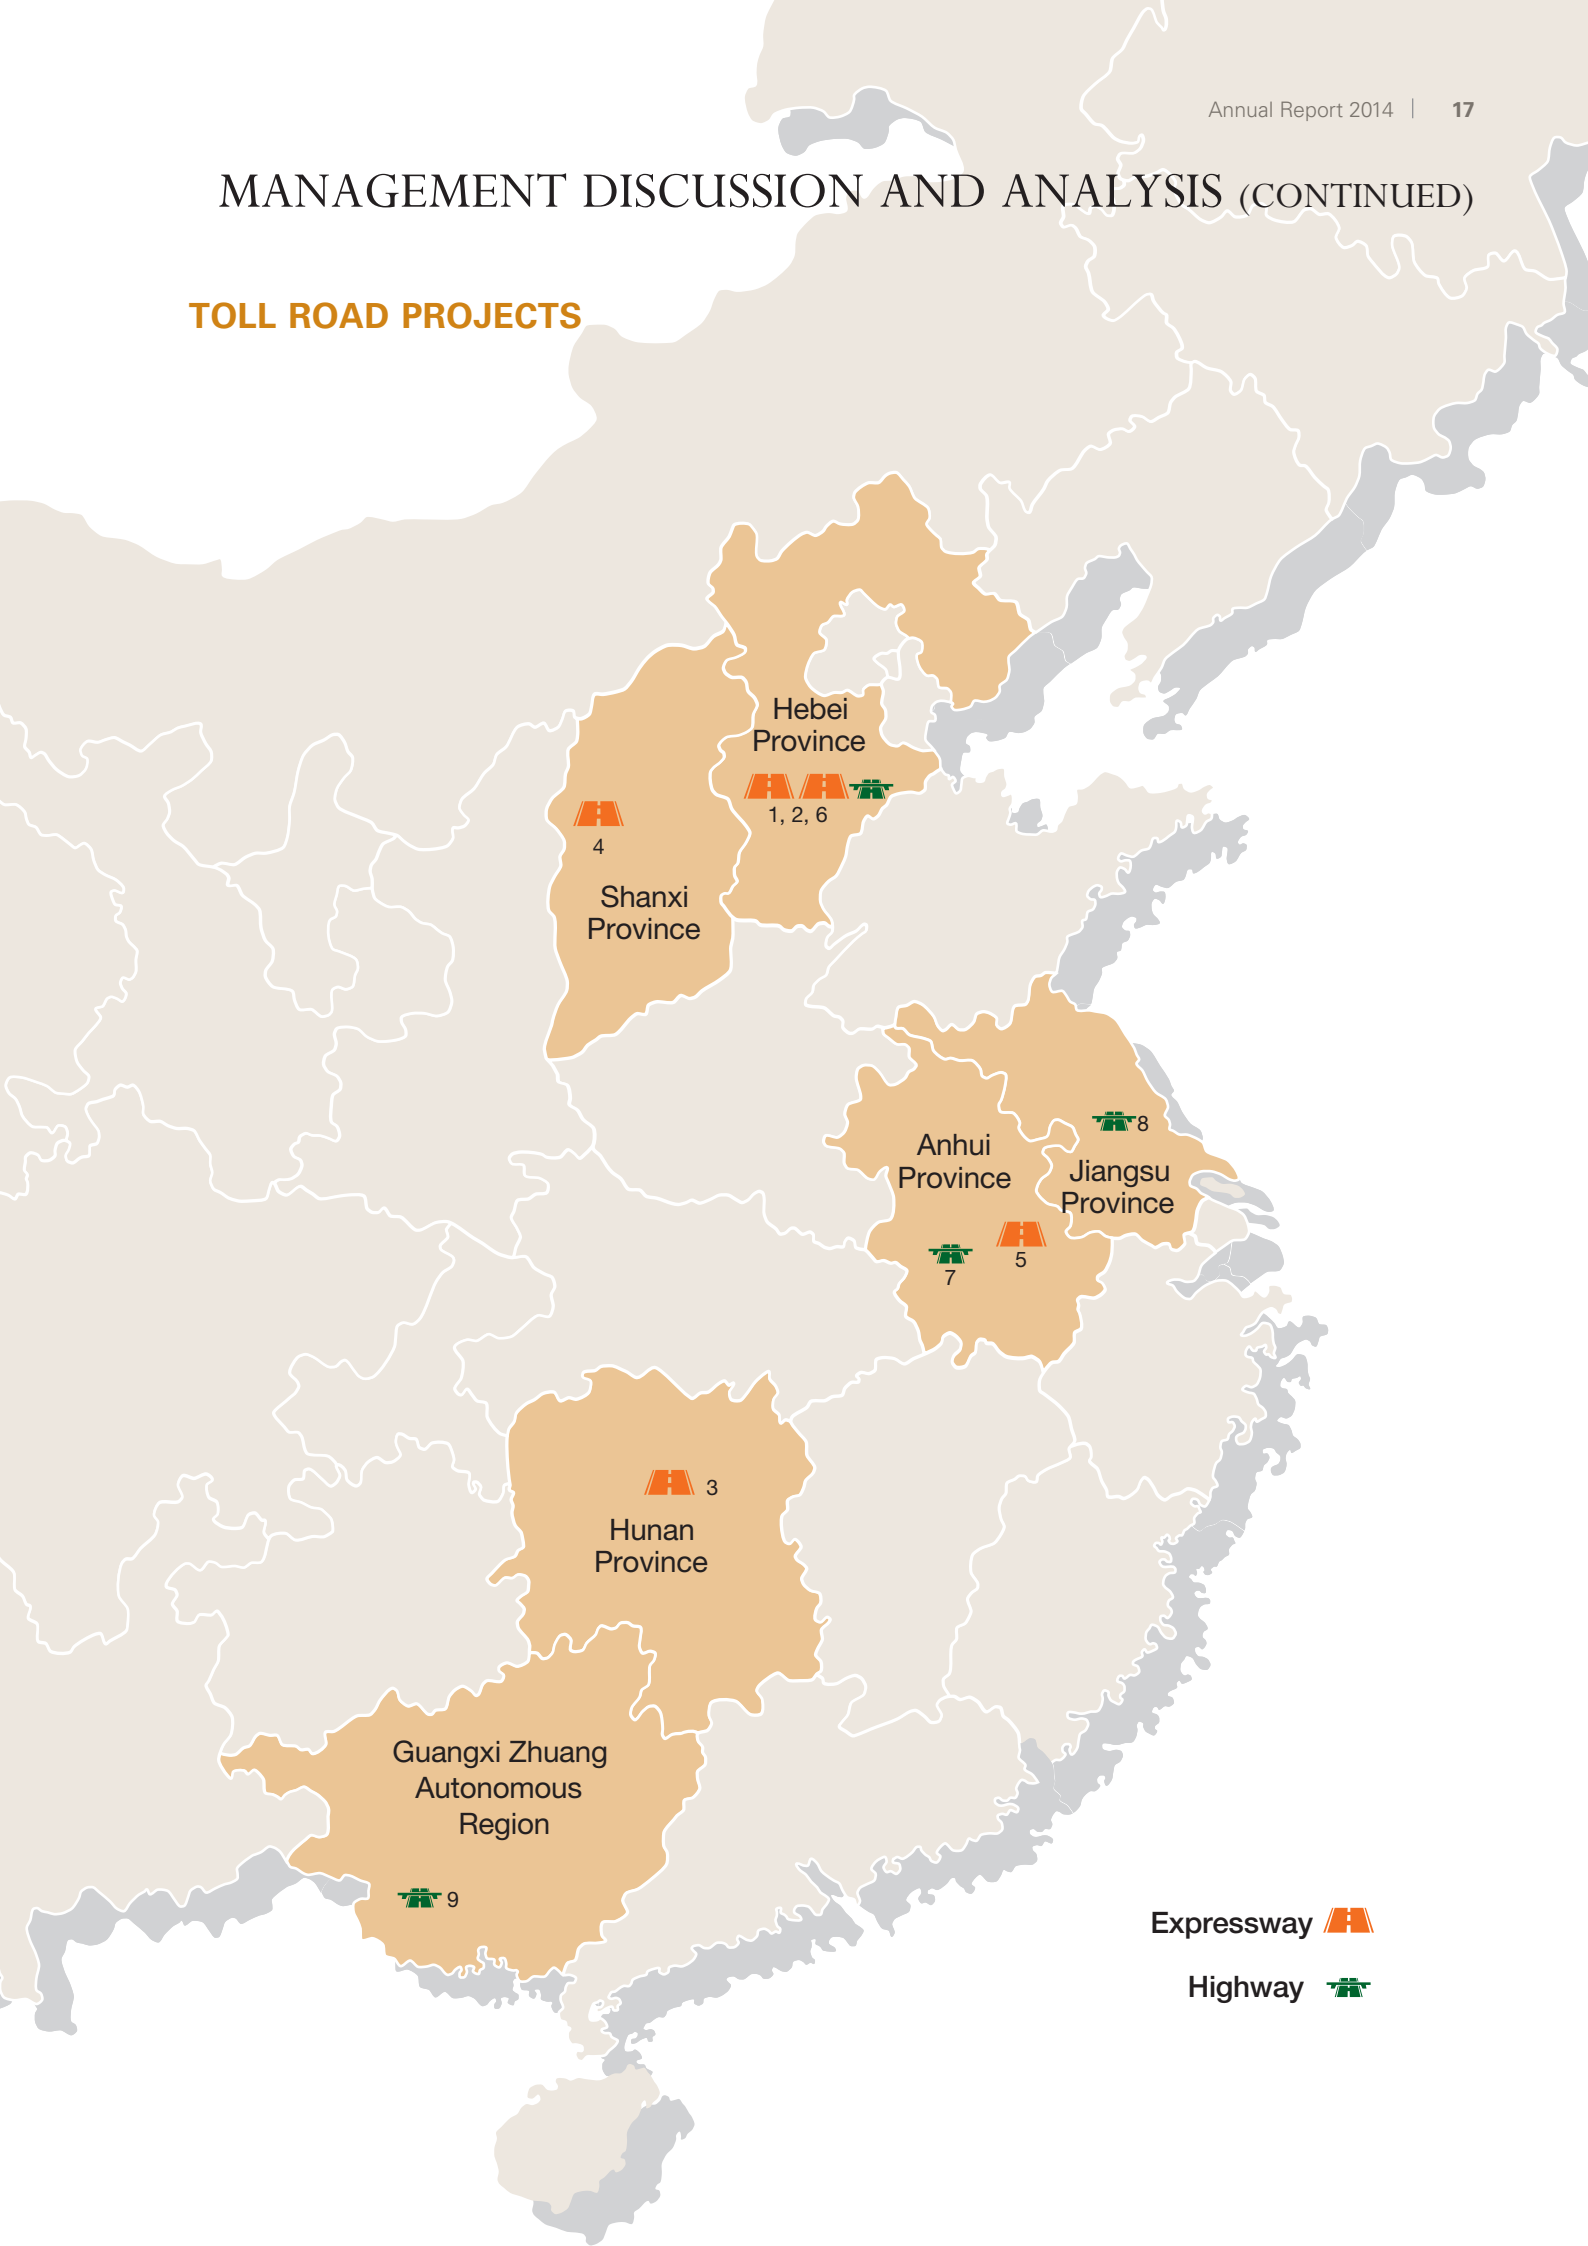 Annual Report 2014 | 17
MANAGEMENT DISCUSSION AND ANALYSIS (CONTINUED)
TOLL ROAD PROJECTS
Hebei
Province
1, 2, 6
4
Shanxi
Province
8
Anhui
Province
Jiangsu
Province
5
7
3
Hunan
Province
Guangxi Zhuang
Autonomous
Region
9
Expressway
Highway